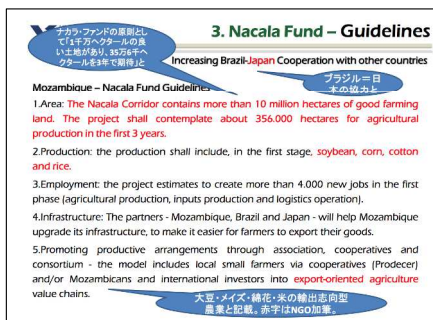 ナカラ・ファンドの原則とし
て「1千万ヘクタールの良
い土地があり、35万6千ヘ
クタールを3年で期待」と
3. Nacala Fund – Guidelines
Increasing Brazil-Japan Cooperation with other countries
ブラジル=日
本の協力と
Mozambique – Nacala Fund Guidelines
1.Area: The Nacala Corridor contains more than 10 million hectares of good farming
land. The project shall contemplate about 356.000 hectares for agricultural
production in the first 3 years.
2.Production: the production shall include, in the first stage, soybean, corn, cotton
and rice.
3.Employment: the project estimates to create more than 4.000 new jobs in the first
phase (agricultural production, inputs production and logistics operation).
4.Infrastructure: The partners - Mozambique, Brazil and Japan - will help Mozambique
upgrade its infrastructure, to make it easier for farmers to export their goods.
5.Promoting productive arrangements through association, cooperatives and
consortium - the model includes local small farmers via cooperatives (Prodecer)
and/or Mozambicans and international investors into export-oriented agriculture
value chains.
大豆・メイズ・綿花・米の輸出志向型
農業と記載。赤字はNGO加筆。